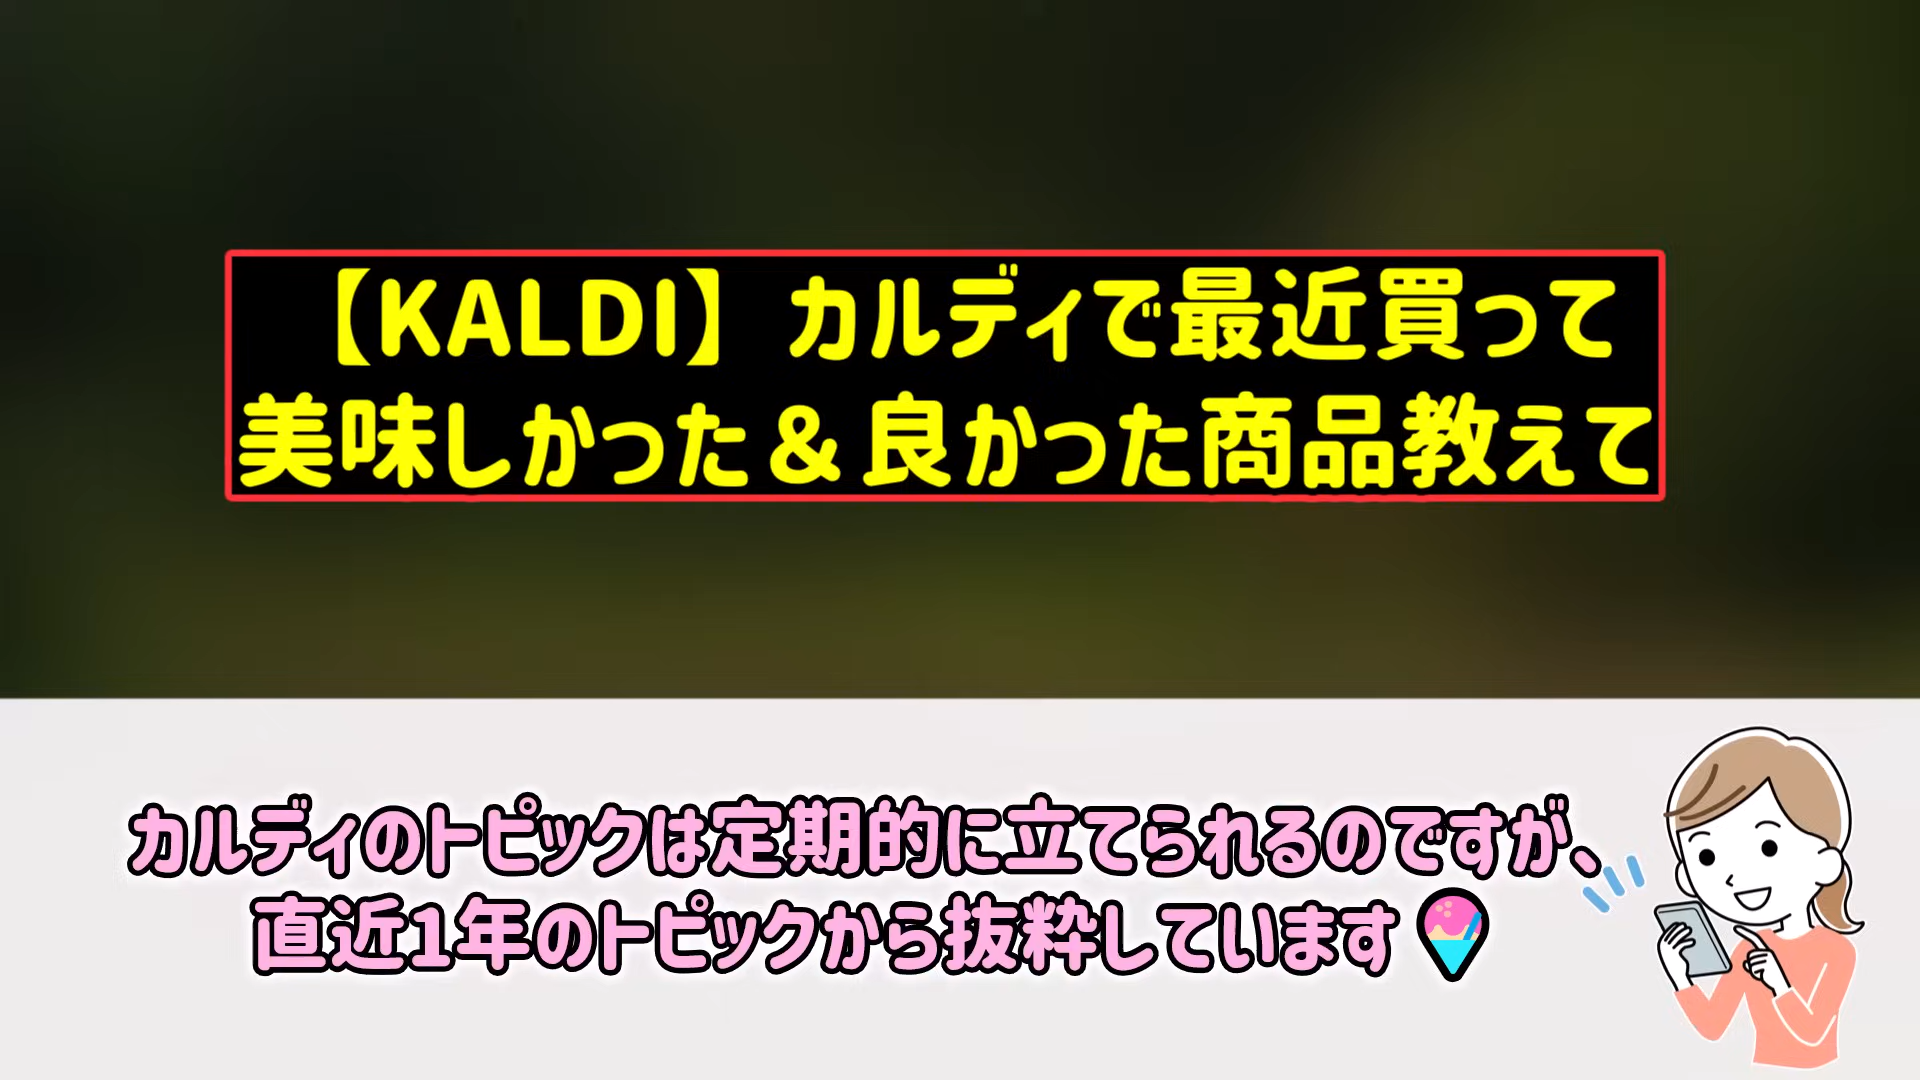 【KALDI】カルディで最近買って
美味しかった＆良かった商品教えて
カルディのトピックは定期的に立てられるのですが、
直近1年のトピックから抜粋しています🍧